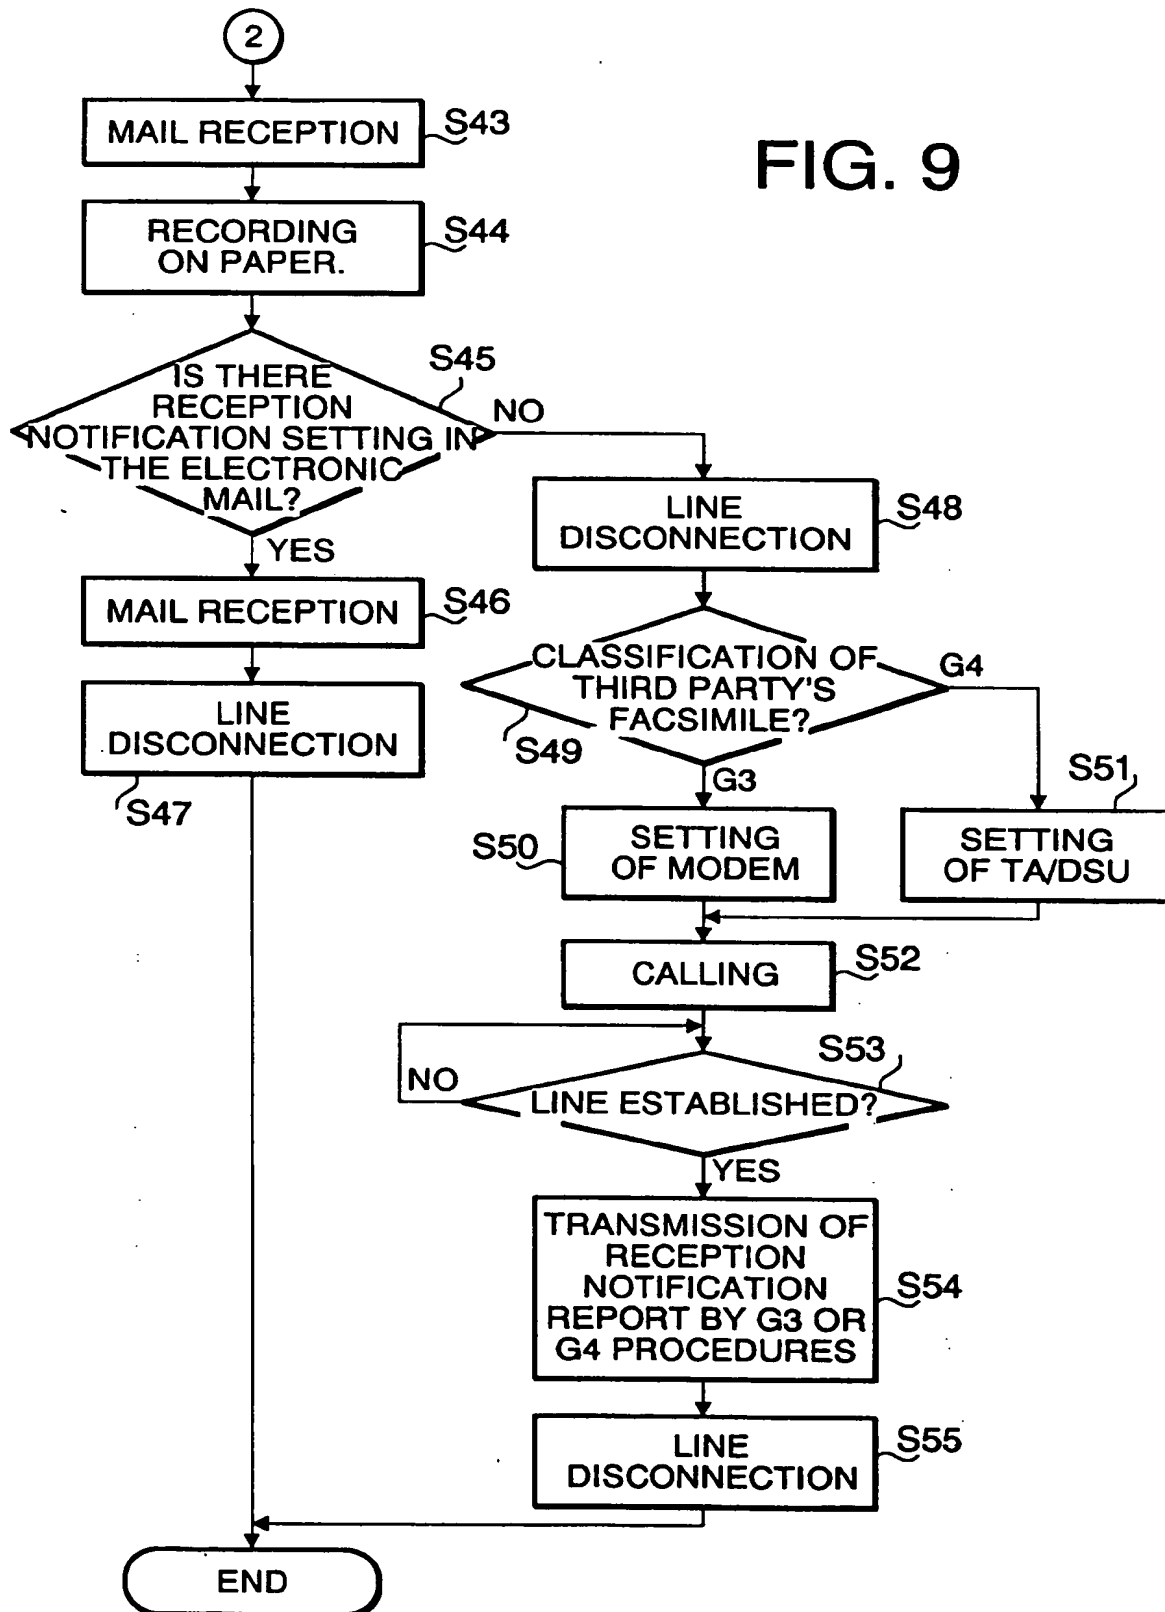 2
MAIL RECEPTION
S43
FIG. 9
RECORDING
ON PAPER.
S44
IS THERE
RECEPTION
NOTIFICATION SETTING IN
THE ELECTRONIC
MAIL?
S45
NO
YES
LINE
DISCONNECTION
S48
MAIL RECEPTION
S46
CLASSIFICATION OF
THIRD PARTY'S
FACSIMILE?
S49
G4
G3
LINE
DISCONNECTION
S47
S51
SETTING
OF MODEM
S50
SETTING
OF TA/DSU
CALLING
S52
S53
NO
LINE ESTABLISHED?
YES
TRANSMISSION OF
RECEPTION
NOTIFICATION
REPORT BY G3 OR
G4 PROCEDURES
S54
LINE
DISCONNECTION
S55
END